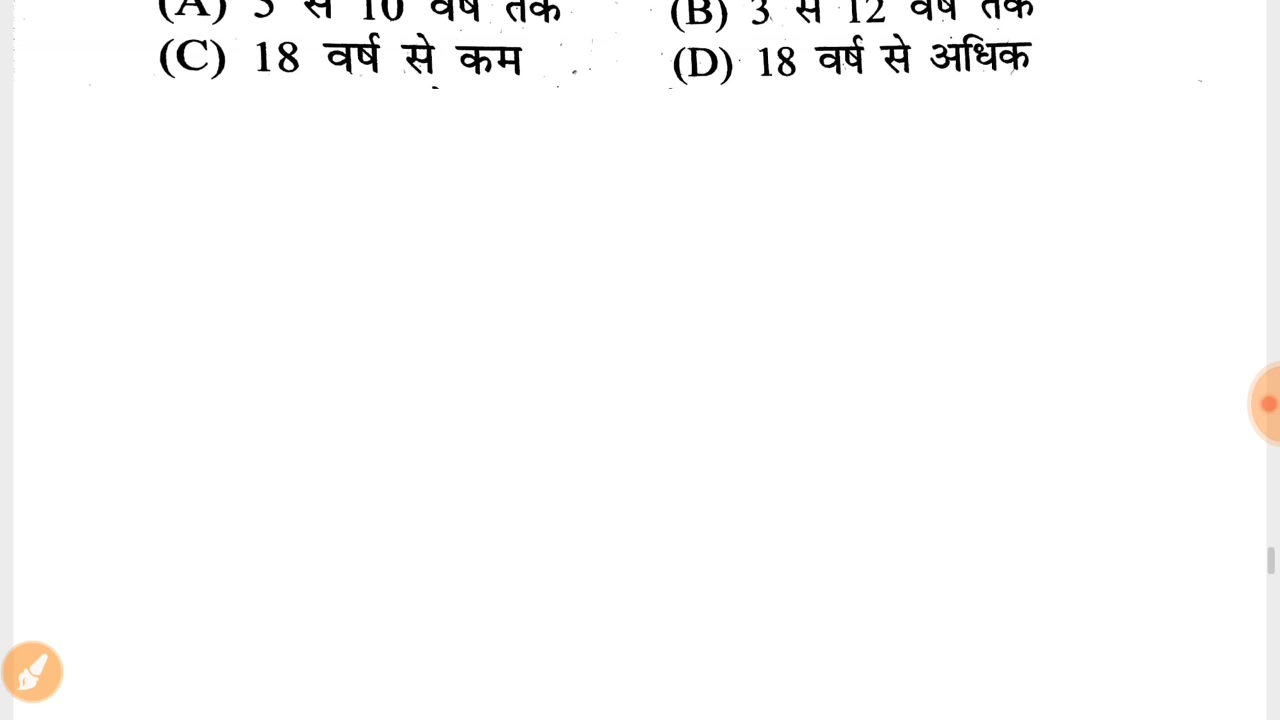 (A) 5 से 10 वर्ष तक (B) 3 से 12 वर्ष तक
(C) 18 वर्ष से कम (D) 18 वर्ष से अधिक